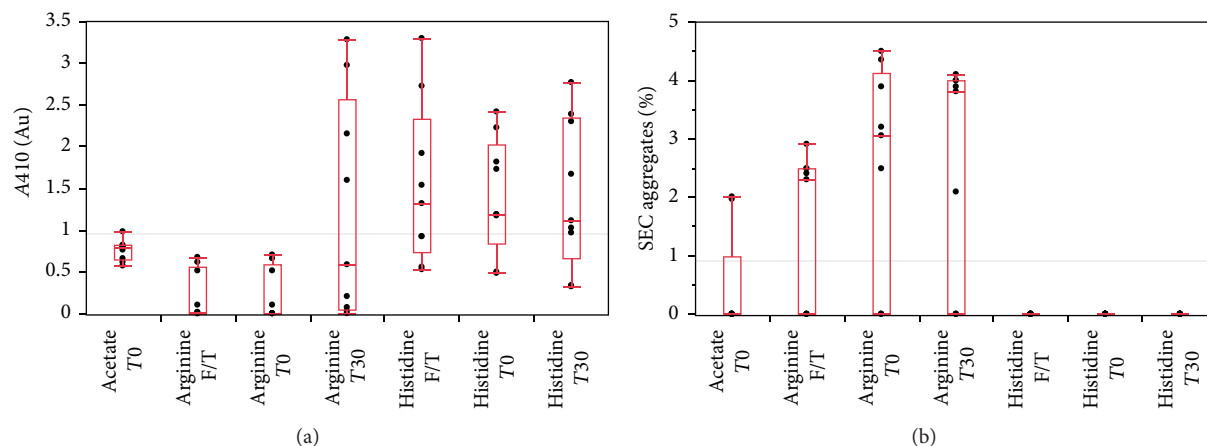 3.5
3
2.5
2
1.5
1
0.5
0
A410 (Au)
Acetate
T0
Arginine
F/T
Arginine
T0
Arginine
T30
Histidine
F/T
Histidine
T0
Histidine
T30
(a)
5
4
3
2
1
0
SEC aggregates (%)
Acetate
T0
Arginine
F/T
Arginine
T0
Arginine
T30
Histidine
F/T
Histidine
T0
Histidine
T30
(b)